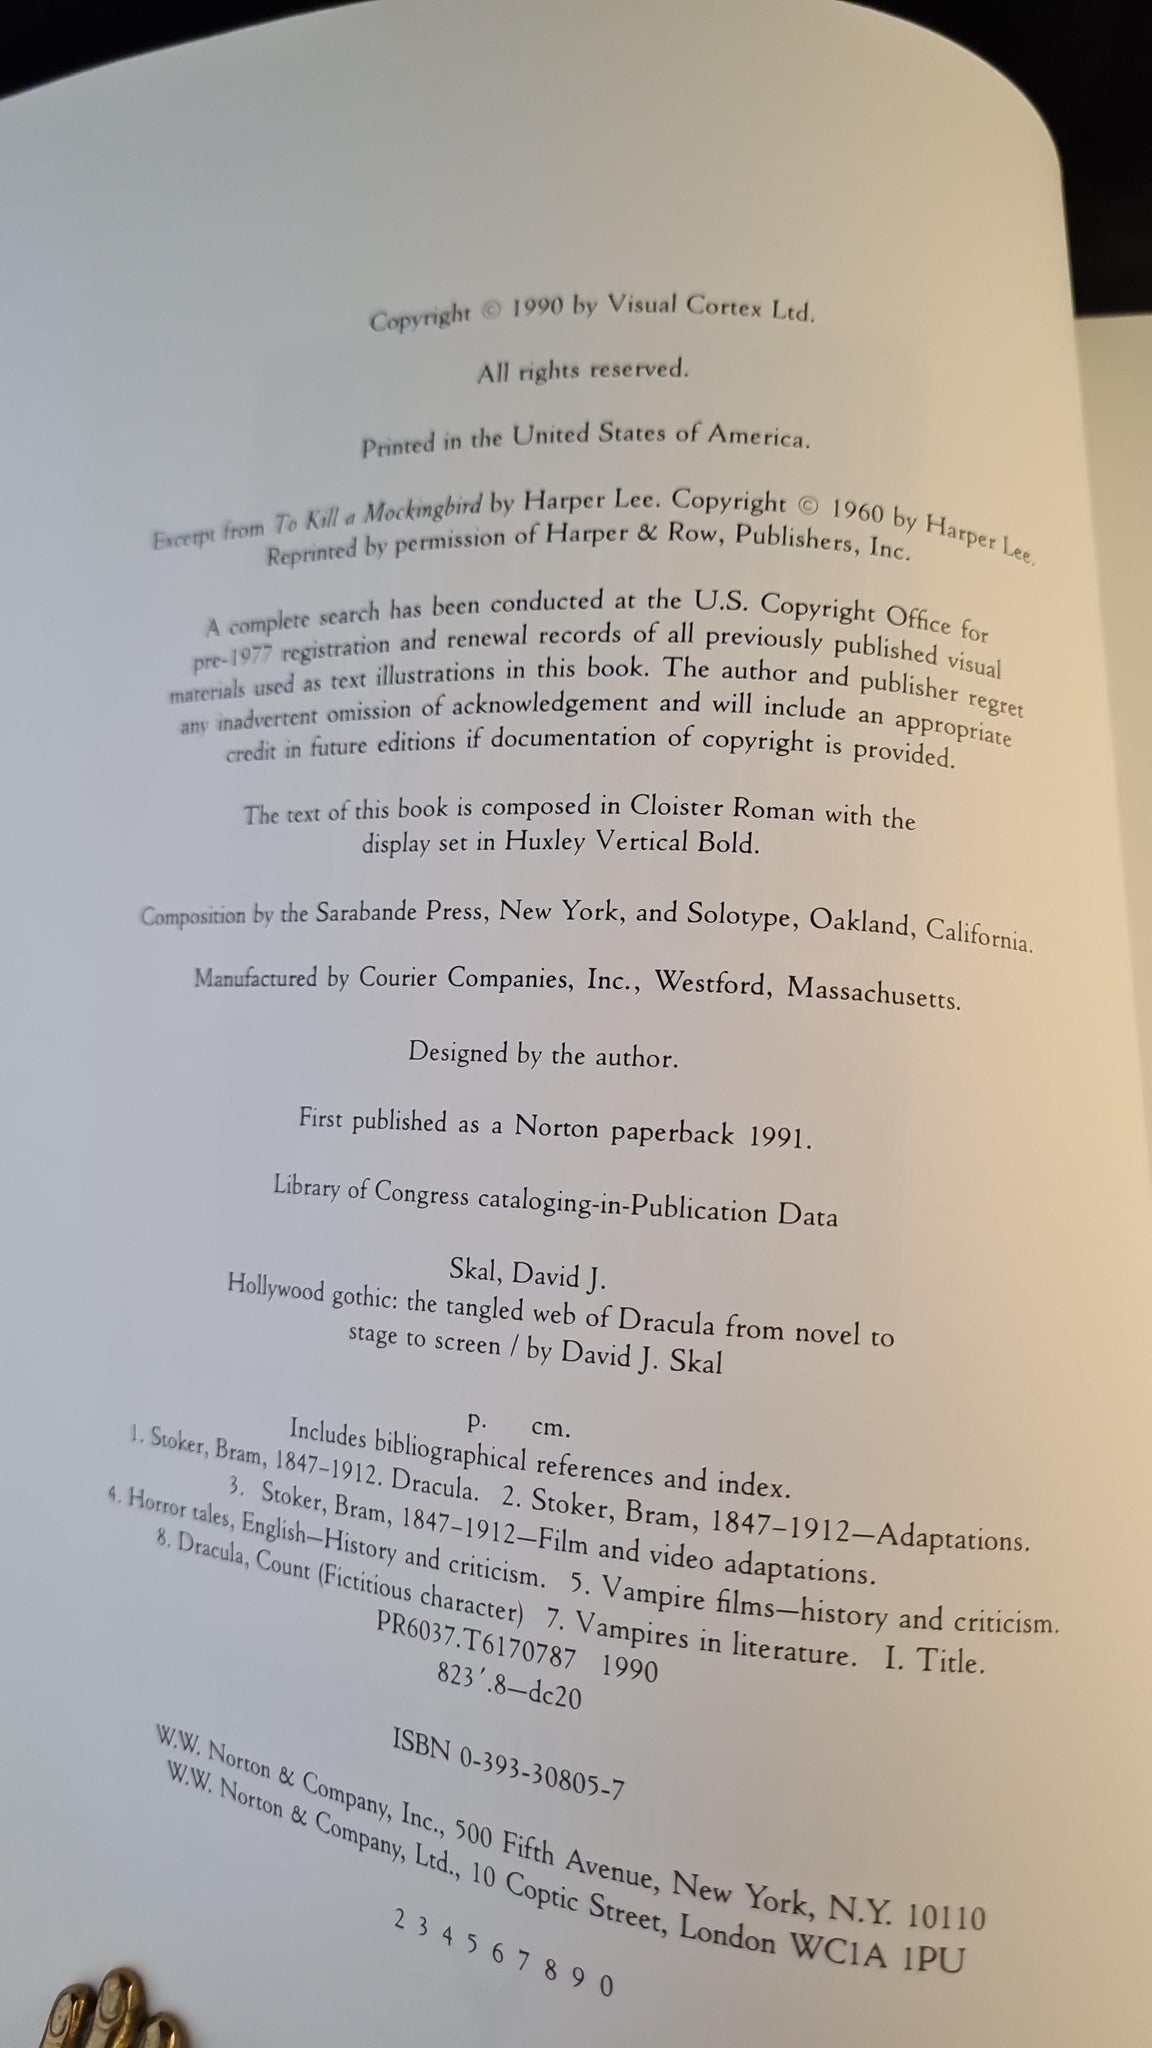 Copyright © 1990 by Visual Cortex Ltd.
All rights reserved.
Printed in the United States of America.
Excerpt from To Kill a Mockingbird by Harper Lee. Copyright © 1960 by Harper Lee.
Reprinted by permission of Harper & Row, Publishers, Inc.
A complete search has been conducted at the U.S. Copyright Office for
pre-1977 registration and renewal records of all previously published visual
materials used as text illustrations in this book. The author and publisher regret
any inadvertent omission of acknowledgement and will include an appropriate
credit in future editions if documentation of copyright is provided.
The text of this book is composed in Cloister Roman with the
display set in Huxley Vertical Bold.
Composition by the Sarabande Press, New York, and Solotype, Oakland, California.
Manufactured by Courier Companies, Inc., Westford, Massachusetts.
Designed by the author.
First published as a Norton paperback 1991.
Library of Congress cataloging-in-Publication Data
Skal, David J.
Hollywood gothic: the tangled web of Dracula from novel to
stage to screen / by David J. Skal
p. cm.
Includes bibliographical references and index.
1. Stoker, Bram, 1847–1912. Dracula. 2. Stoker, Bram, 1847–1912—Adaptations.
3. Stoker, Bram, 1847–1912—Film and video adaptations.
4. Horror tales, English—History and criticism. 5. Vampire films—history and criticism.
8. Dracula, Count (Fictitious character) 7. Vampires in literature. I. Title.
PR6037.T6170787 1990
823′.8—dc20
ISBN 0-393-30805-7
W.W. Norton & Company, Inc., 500 Fifth Avenue, New York, N.Y. 10110
W.W. Norton & Company, Ltd., 10 Coptic Street, London WC1A 1PU
2 3 4 5 6 7 8 9 0